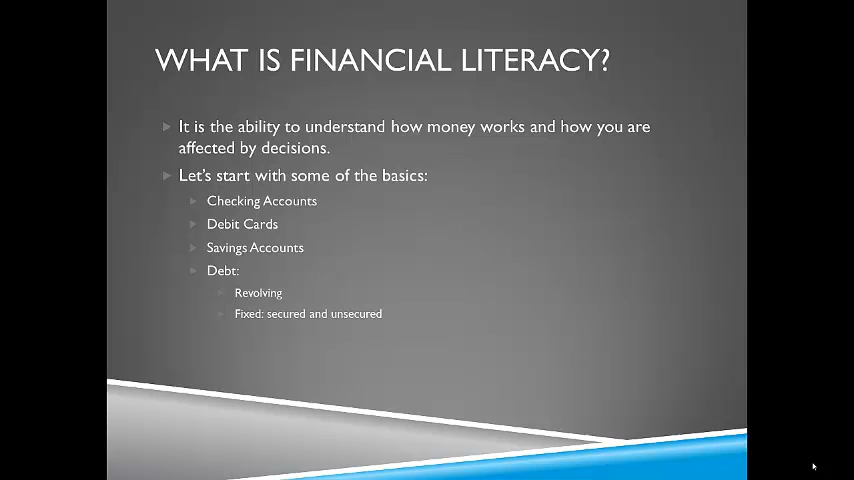 WHAT IS FINANCIAL LITERACY?
It is the ability to understand how money works and how you are
affected by decisions.
Let's start with some of the basics:
Checking Accounts
Debit Cards
Savings Accounts
Debt:
Revolving
Fixed: secured and unsecured